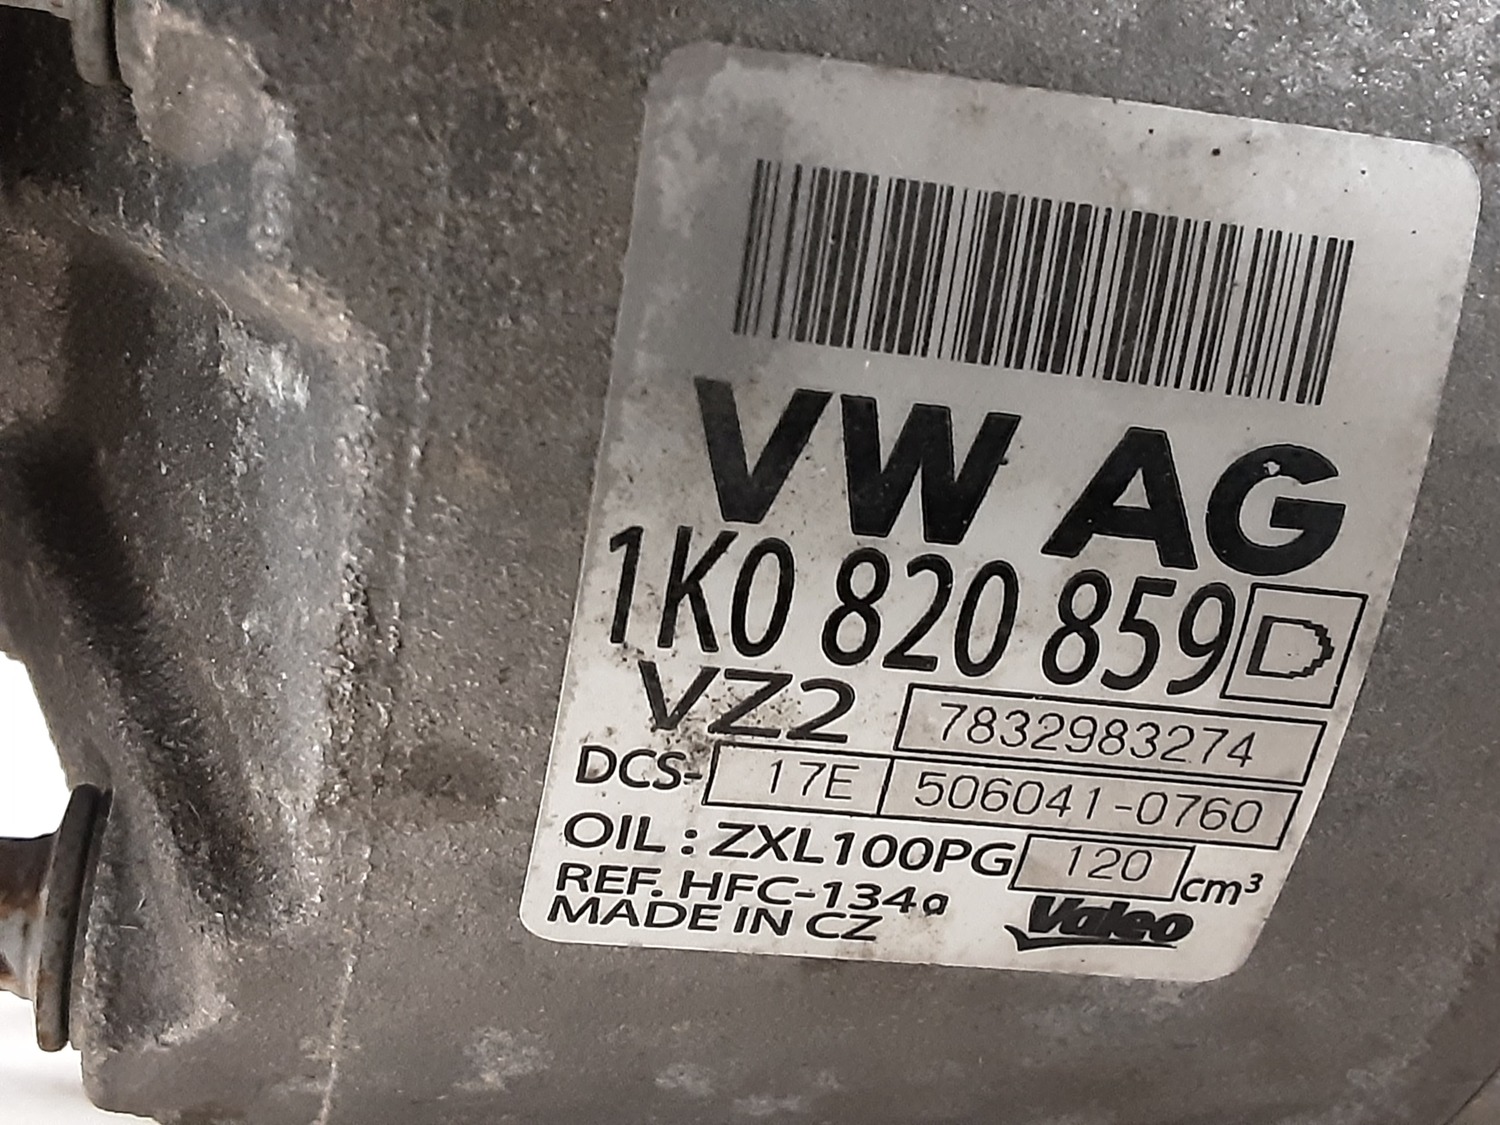 VW AG
1K0 820 859 D
VZ2 7832983274
DCS- 17E 506041-0760
OIL : ZXL100PG 120 cm³
REF. HFC-134a
MADE IN CZ Valeo